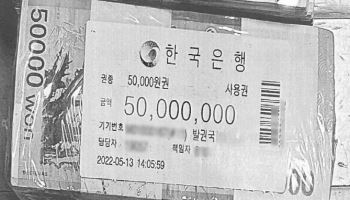 50000 won
한국은행
권종 50,000원권 사용권
금액 50,000,000
기기번호 발권국
담당자 책임자
2022-05-13 14:05:59